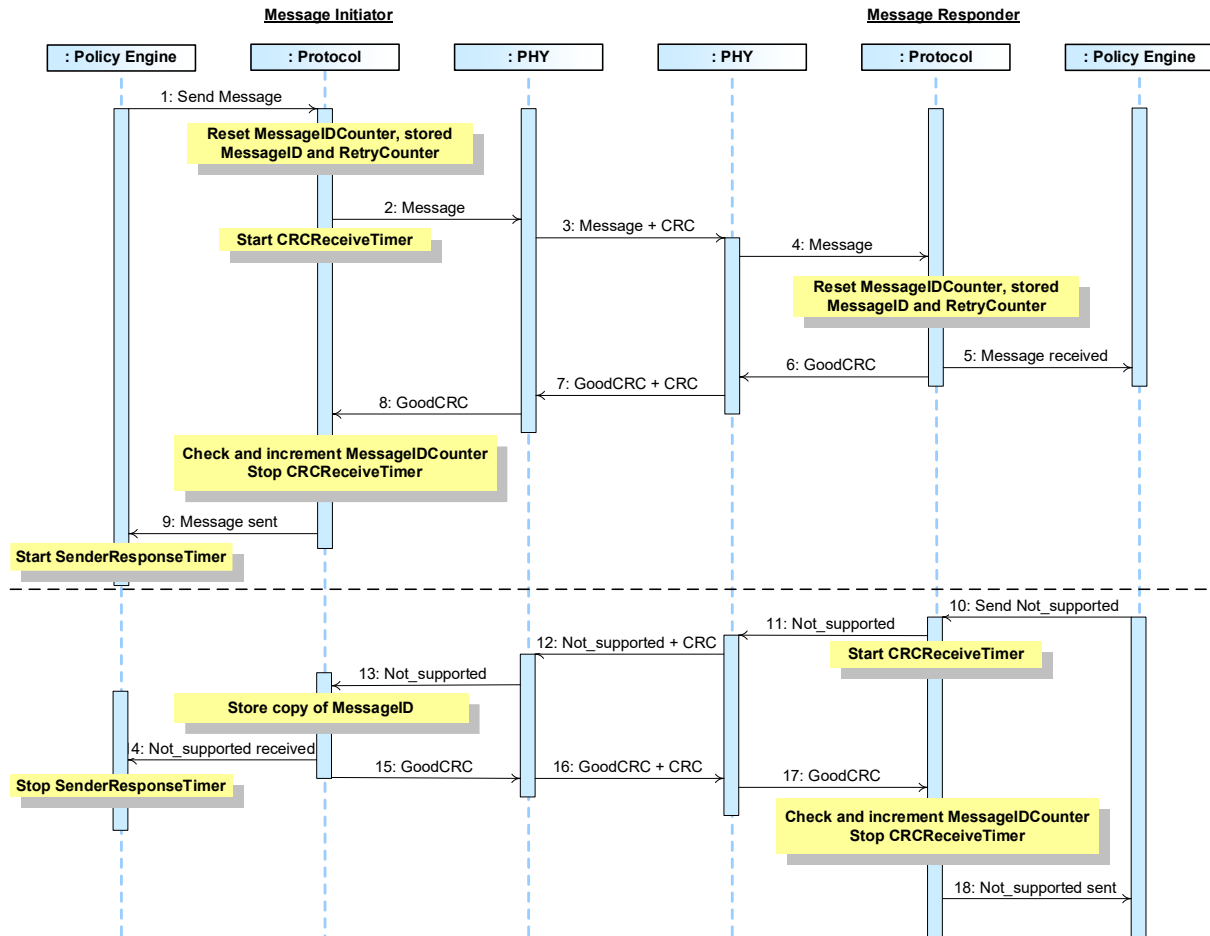 Message Initiator
Message Responder
: Policy Engine
: Protocol
: PHY
: PHY
: Protocol
: Policy Engine
1: Send Message
Reset MessageIDCounter, stored
MessageID and RetryCounter
2: Message
Start CRCReceiveTimer
3: Message + CRC
4: Message
Reset MessageIDCounter, stored
MessageID and RetryCounter
5: Message received
6: GoodCRC
7: GoodCRC + CRC
8: GoodCRC
Check and increment MessageIDCounter
Stop CRCReceiveTimer
9: Message sent
Start SenderResponseTimer
10: Send Not_supported
11: Not_supported
Start CRCReceiveTimer
12: Not_supported + CRC
13: Not_supported
Store copy of MessageID
4: Not_supported received
Stop SenderResponseTimer
15: GoodCRC
16: GoodCRC + CRC
17: GoodCRC
Check and increment MessageIDCounter
Stop CRCReceiveTimer
18: Not_supported sent